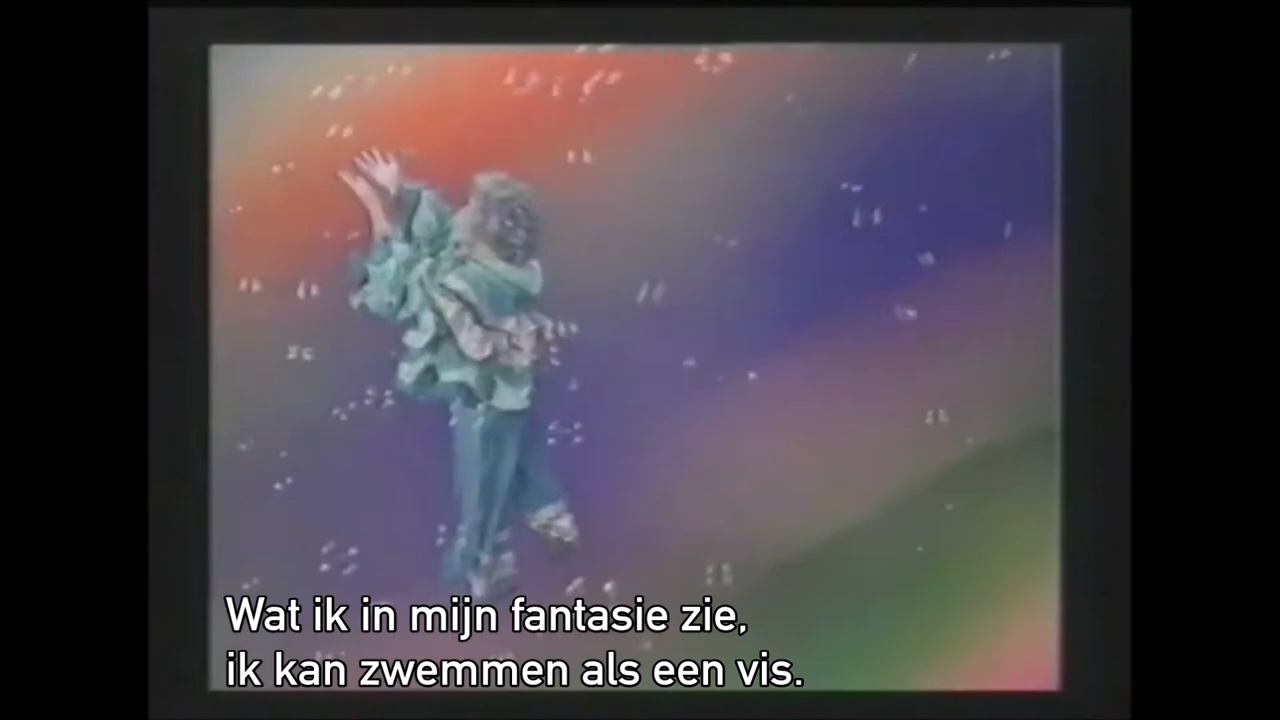 Wat ik in mijn fantasie zie,
ik kan zwemmen als een vis.